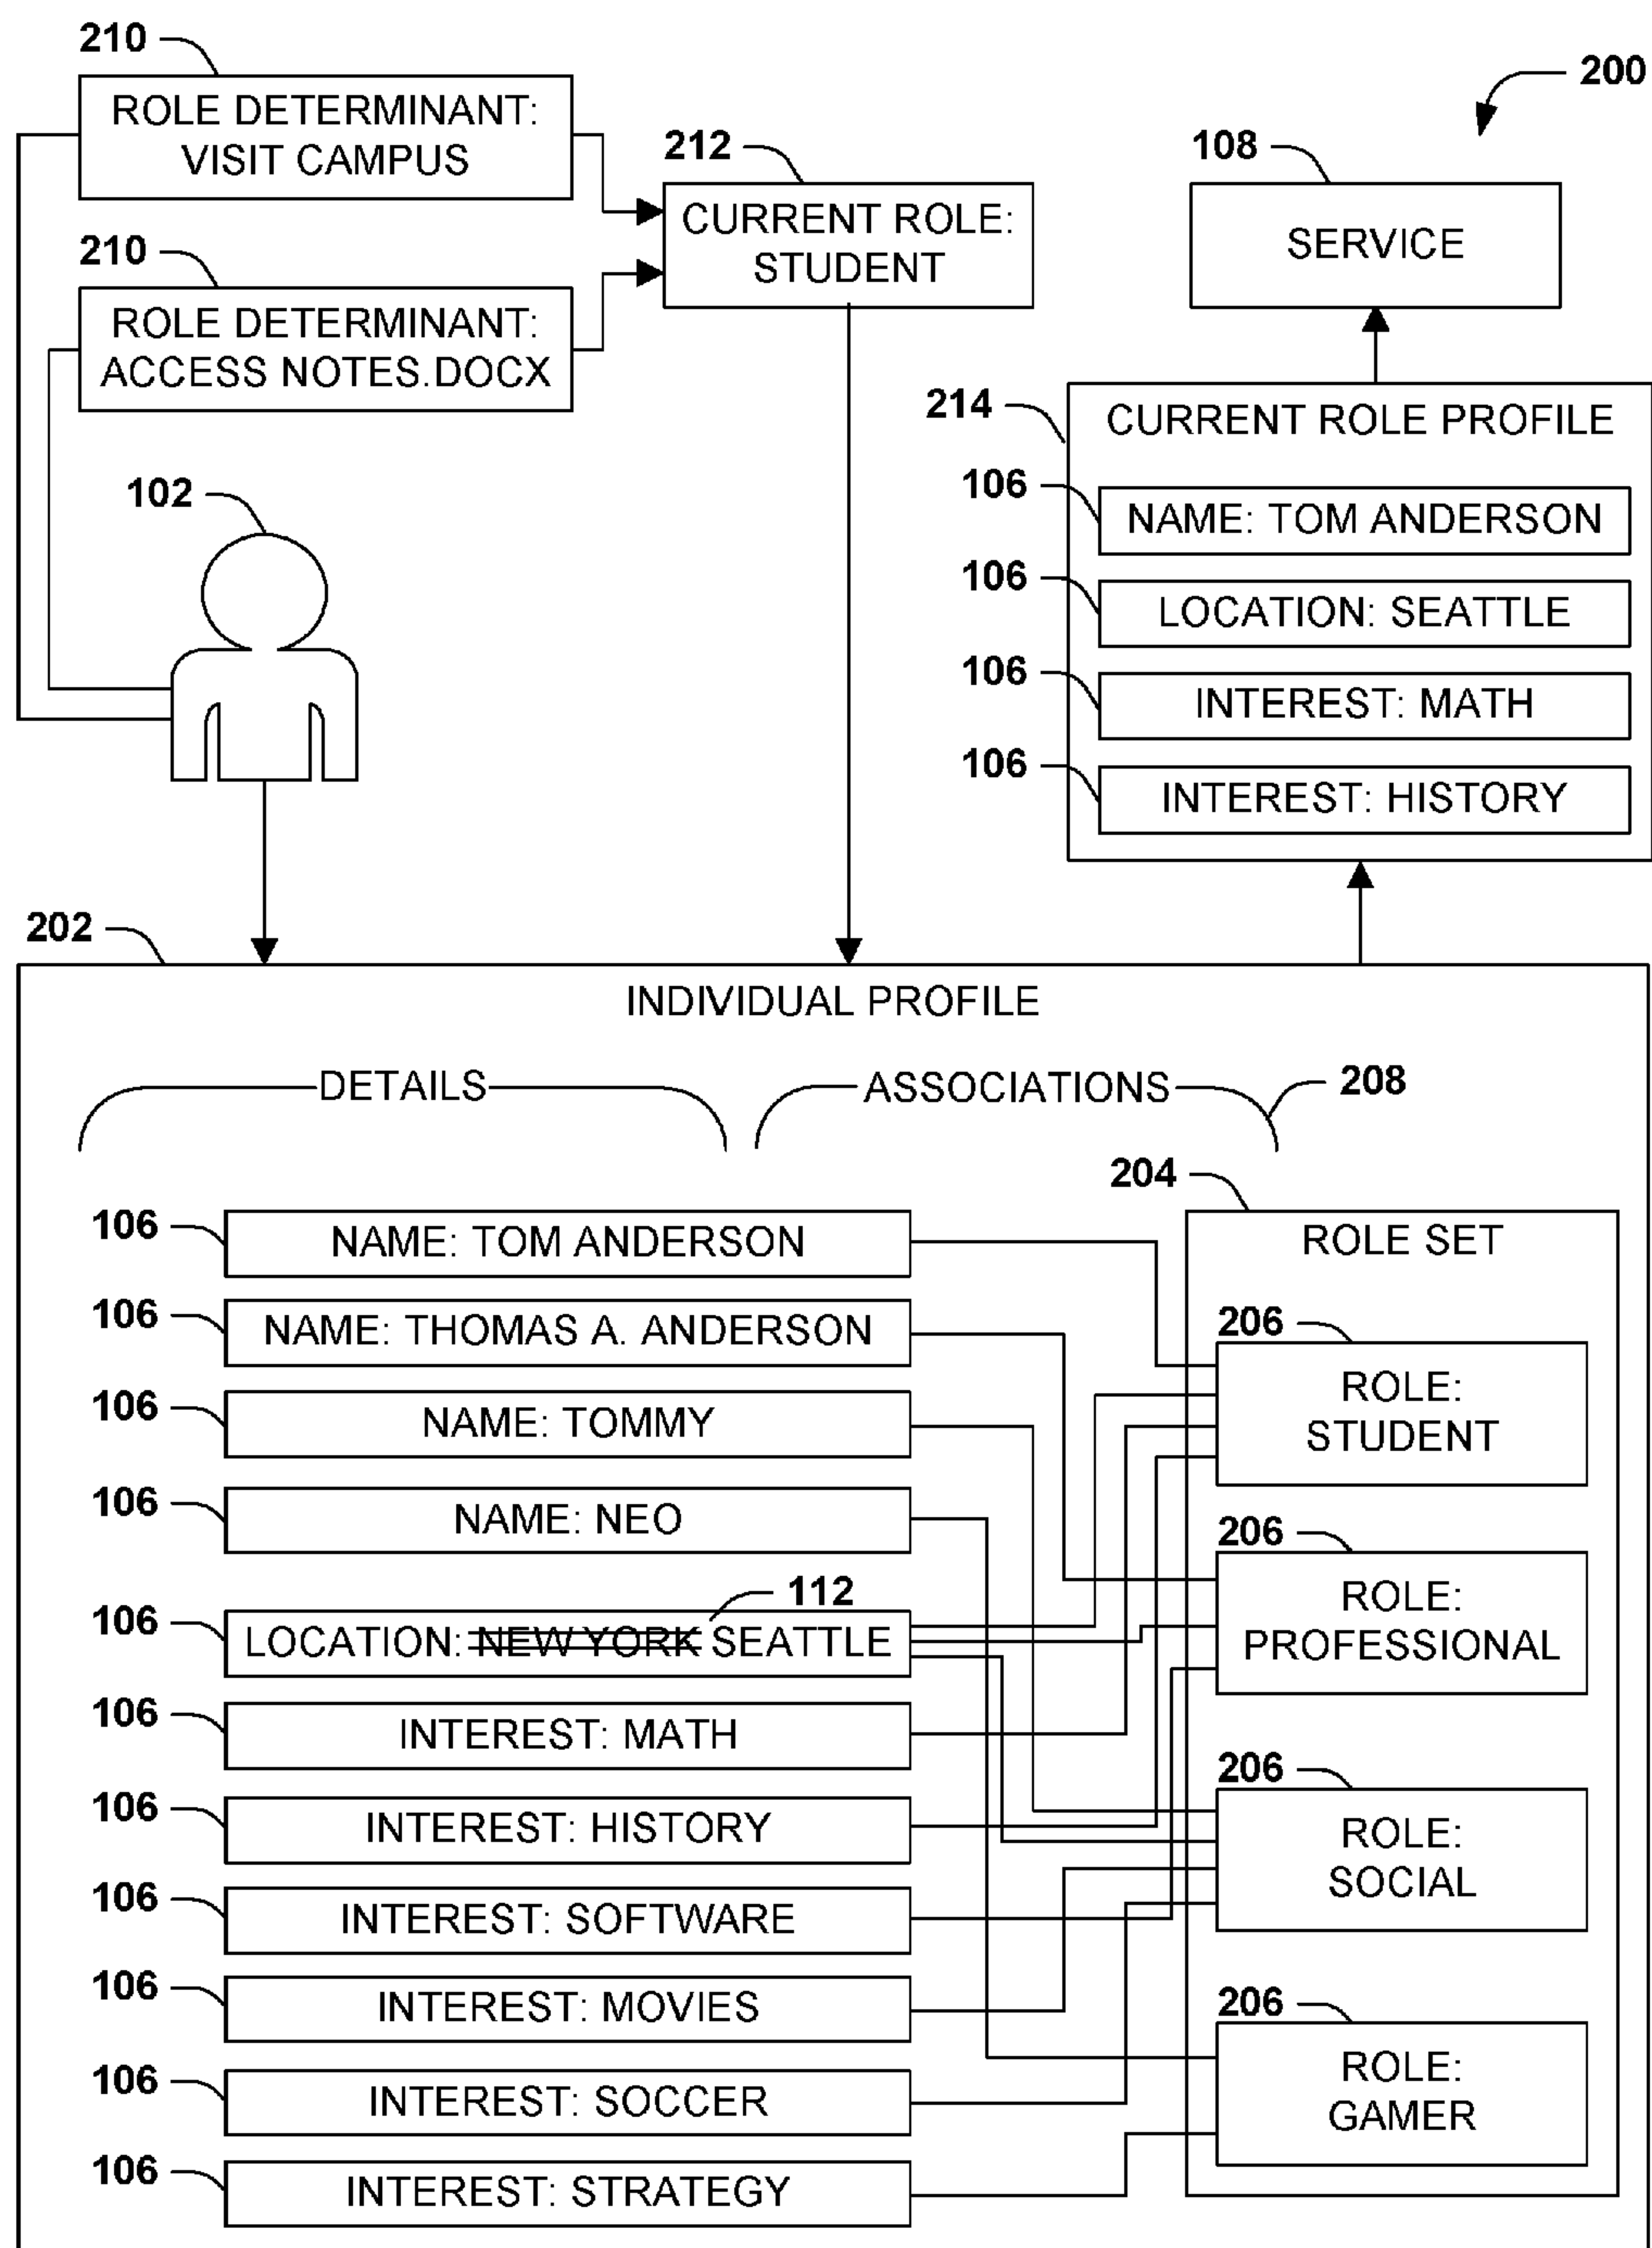 210
ROLE DETERMINANT:
VISIT CAMPUS
200
212
CURRENT ROLE:
STUDENT
108
SERVICE
210
ROLE DETERMINANT:
ACCESS NOTES.DOCX
214
CURRENT ROLE PROFILE
106
NAME: TOM ANDERSON
106
LOCATION: SEATTLE
106
INTEREST: MATH
106
INTEREST: HISTORY
102
202
INDIVIDUAL PROFILE
DETAILS
ASSOCIATIONS
208
204
ROLE SET
106
NAME: TOM ANDERSON
106
NAME: THOMAS A. ANDERSON
106
NAME: TOMMY
106
NAME: NEO
112
106
LOCATION: NEW YORK SEATTLE
106
INTEREST: MATH
106
INTEREST: HISTORY
106
INTEREST: SOFTWARE
106
INTEREST: MOVIES
106
INTEREST: SOCCER
106
INTEREST: STRATEGY
206
ROLE:
STUDENT
206
ROLE:
PROFESSIONAL
206
ROLE:
SOCIAL
206
ROLE:
GAMER